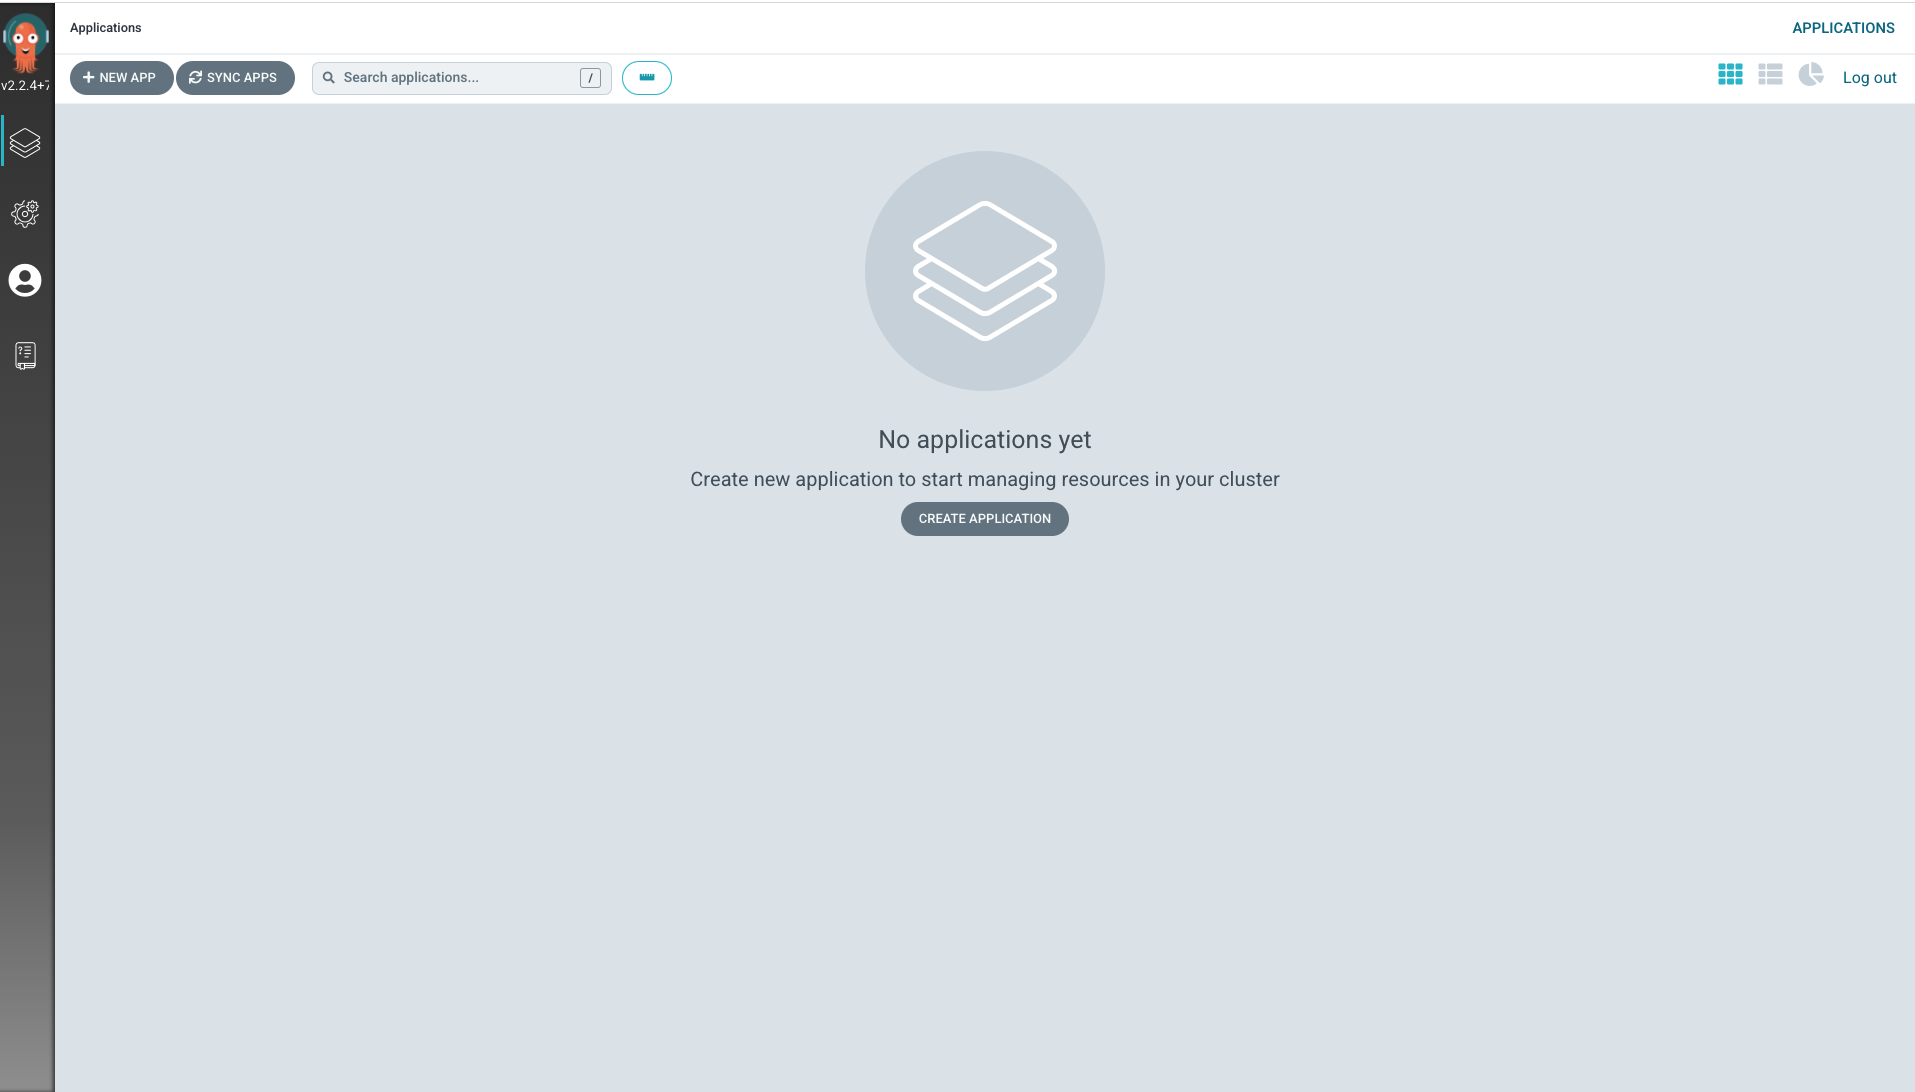 Applications
APPLICATIONS
NEW APP
SYNC APPS
Search applications...
/
Log out
v2.2.4+7
No applications yet
Create new application to start managing resources in your cluster
CREATE APPLICATION